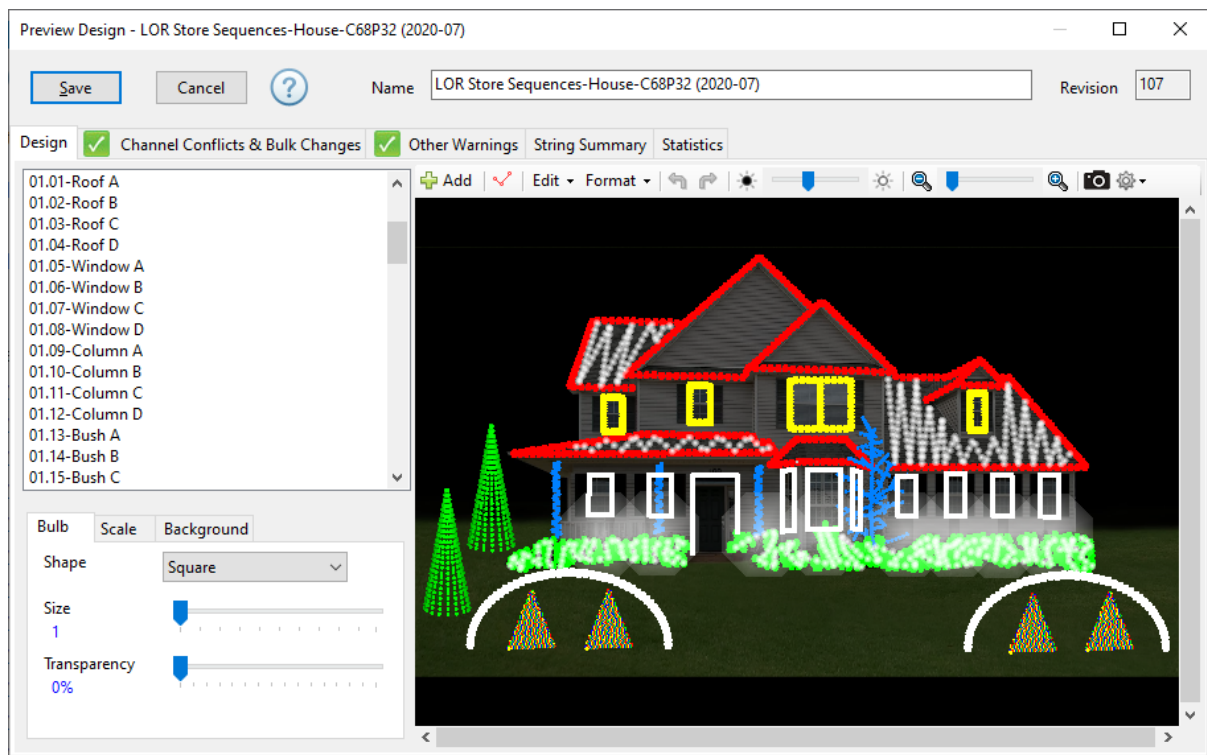 Preview Design - LOR Store Sequences-House-C68P32 (2020-07)
Save
Cancel
?
Name
LOR Store Sequences-House-C68P32 (2020-07)
Revision
107
Design
Channel Conflicts & Bulk Changes
Other Warnings
String Summary
Statistics
01.01-Roof A
01.02-Roof B
01.03-Roof C
01.04-Roof D
01.05-Window A
01.06-Window B
01.07-Window C
01.08-Window D
01.09-Column A
01.10-Column B
01.11-Column C
01.12-Column D
01.13-Bush A
01.14-Bush B
01.15-Bush C
Add
Edit
Format
Bulb
Scale
Background
Shape
Square
Size
1
Transparency
0%